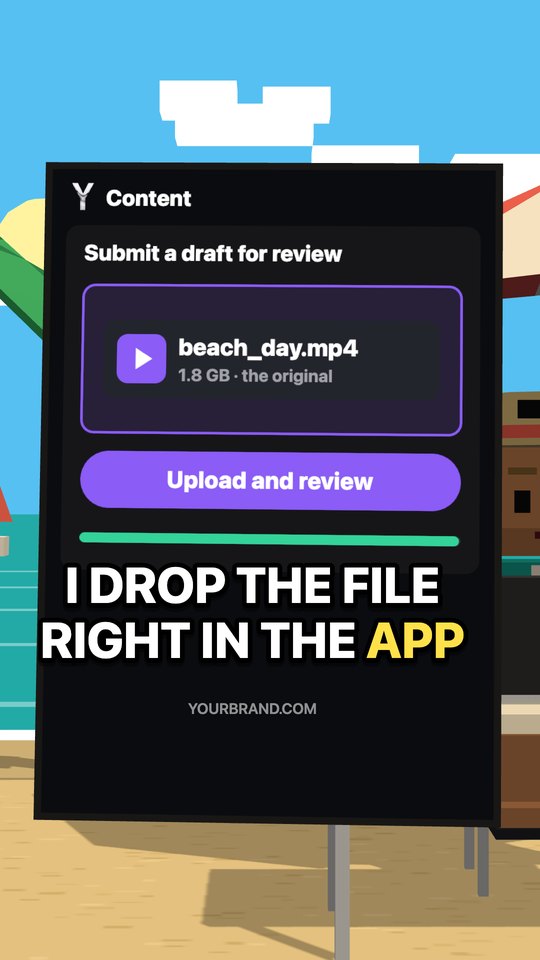 Content
Submit a draft for review
beach_day.mp4
1.8 GB · the original
Upload and review
I DROP THE FILE
RIGHT IN THE APP
YOURBRAND.COM